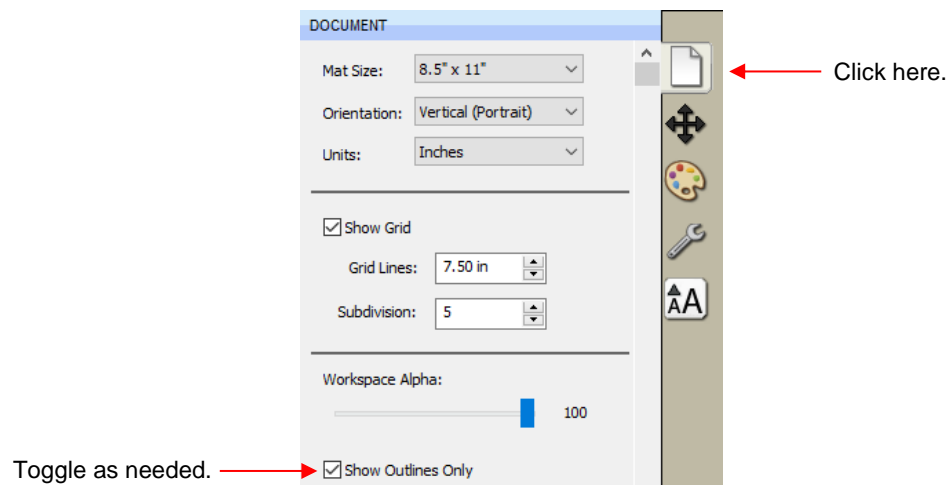 DOCUMENT
Mat Size: 8.5" x 11"
Click here.
Orientation: Vertical (Portrait)
Units: Inches
Show Grid
Grid Lines: 7.50 in
Subdivision: 5
AA
Workspace Alpha:
100
Toggle as needed.
Show Outlines Only